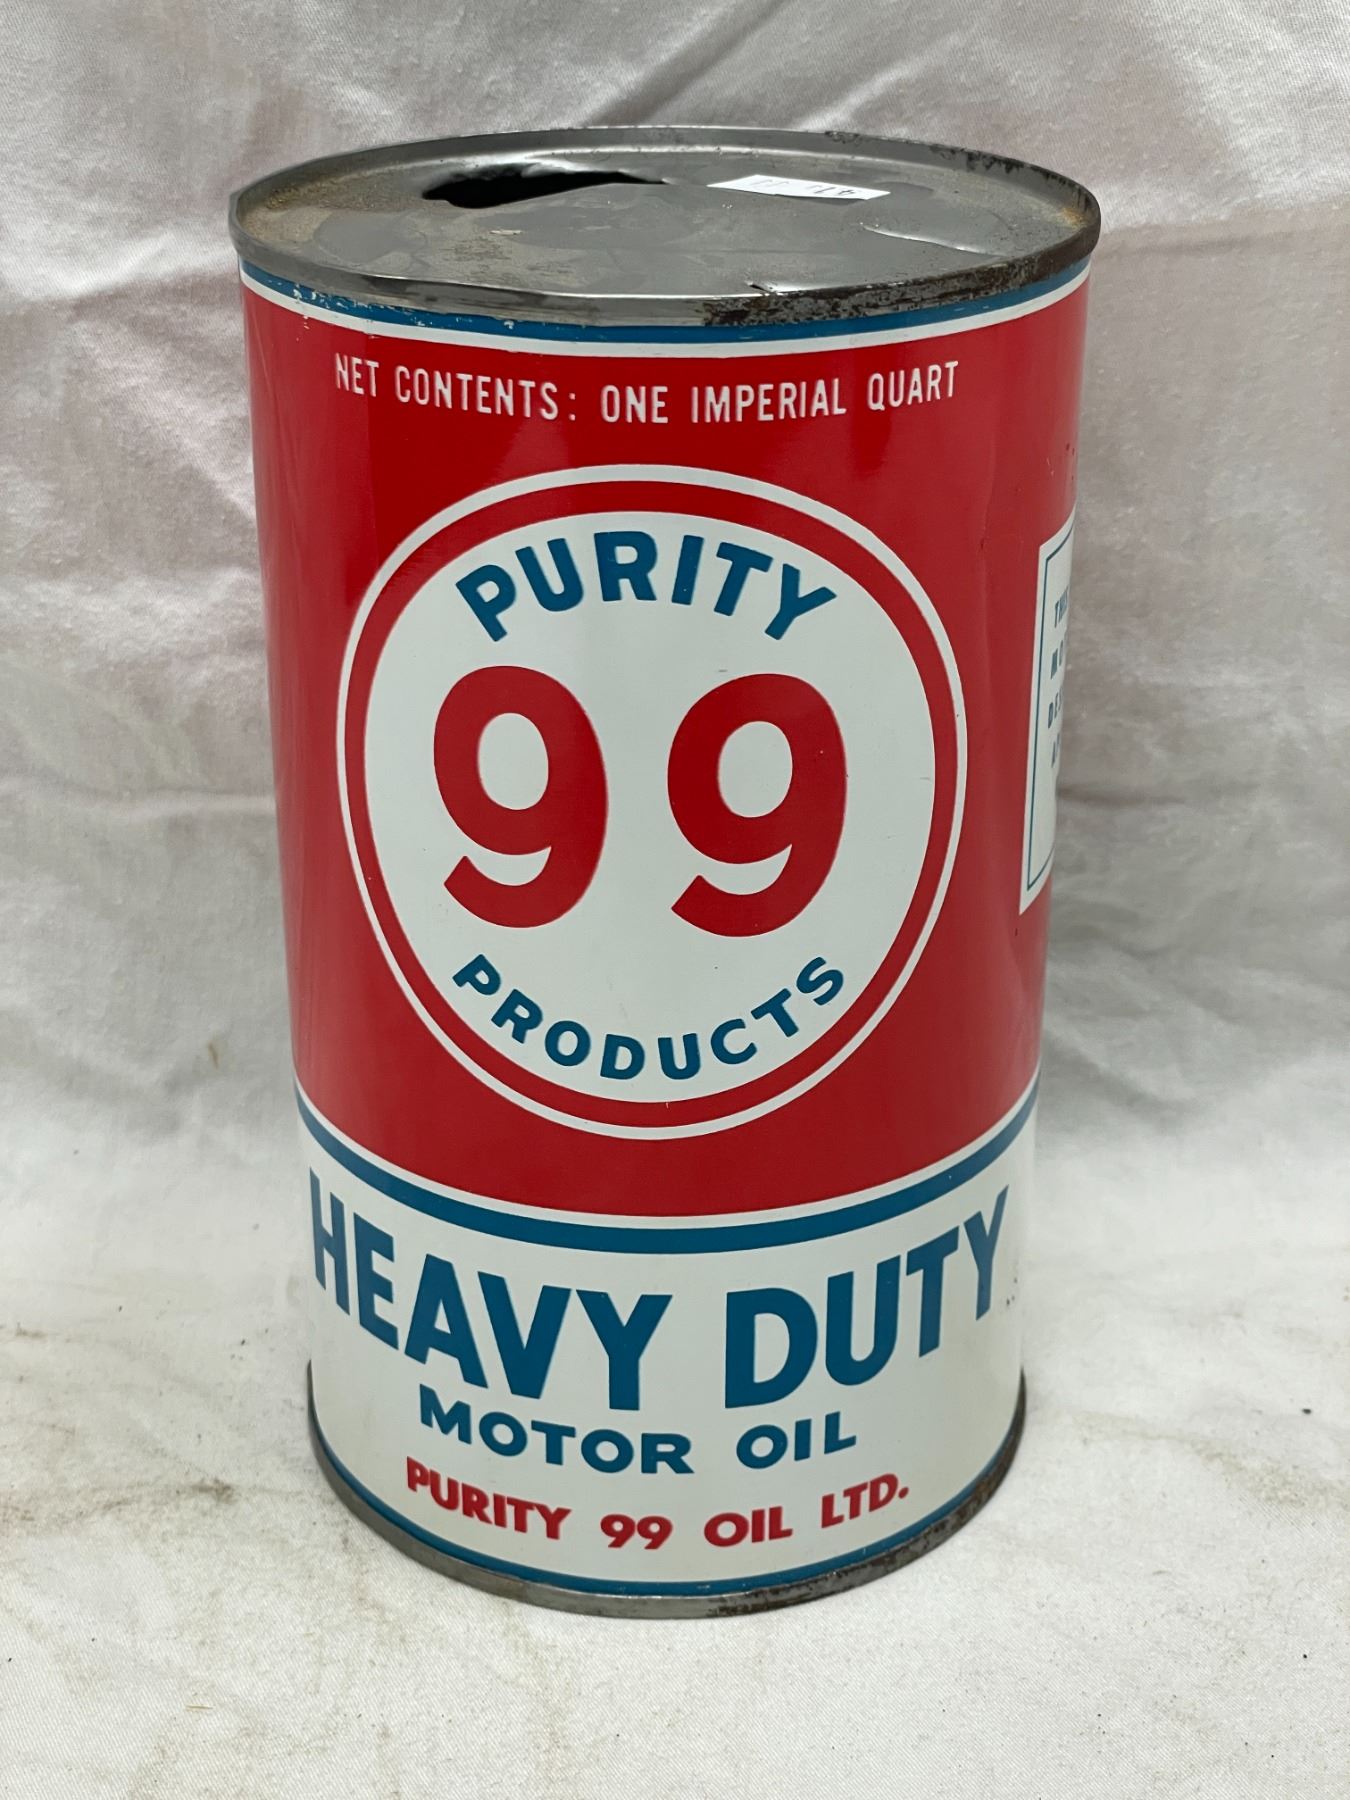 NET CONTENTS: ONE IMPERIAL QUART
PURITY
99
PRODUCTS
HEAVY DUTY
MOTOR OIL
PURITY 99 OIL LTD.